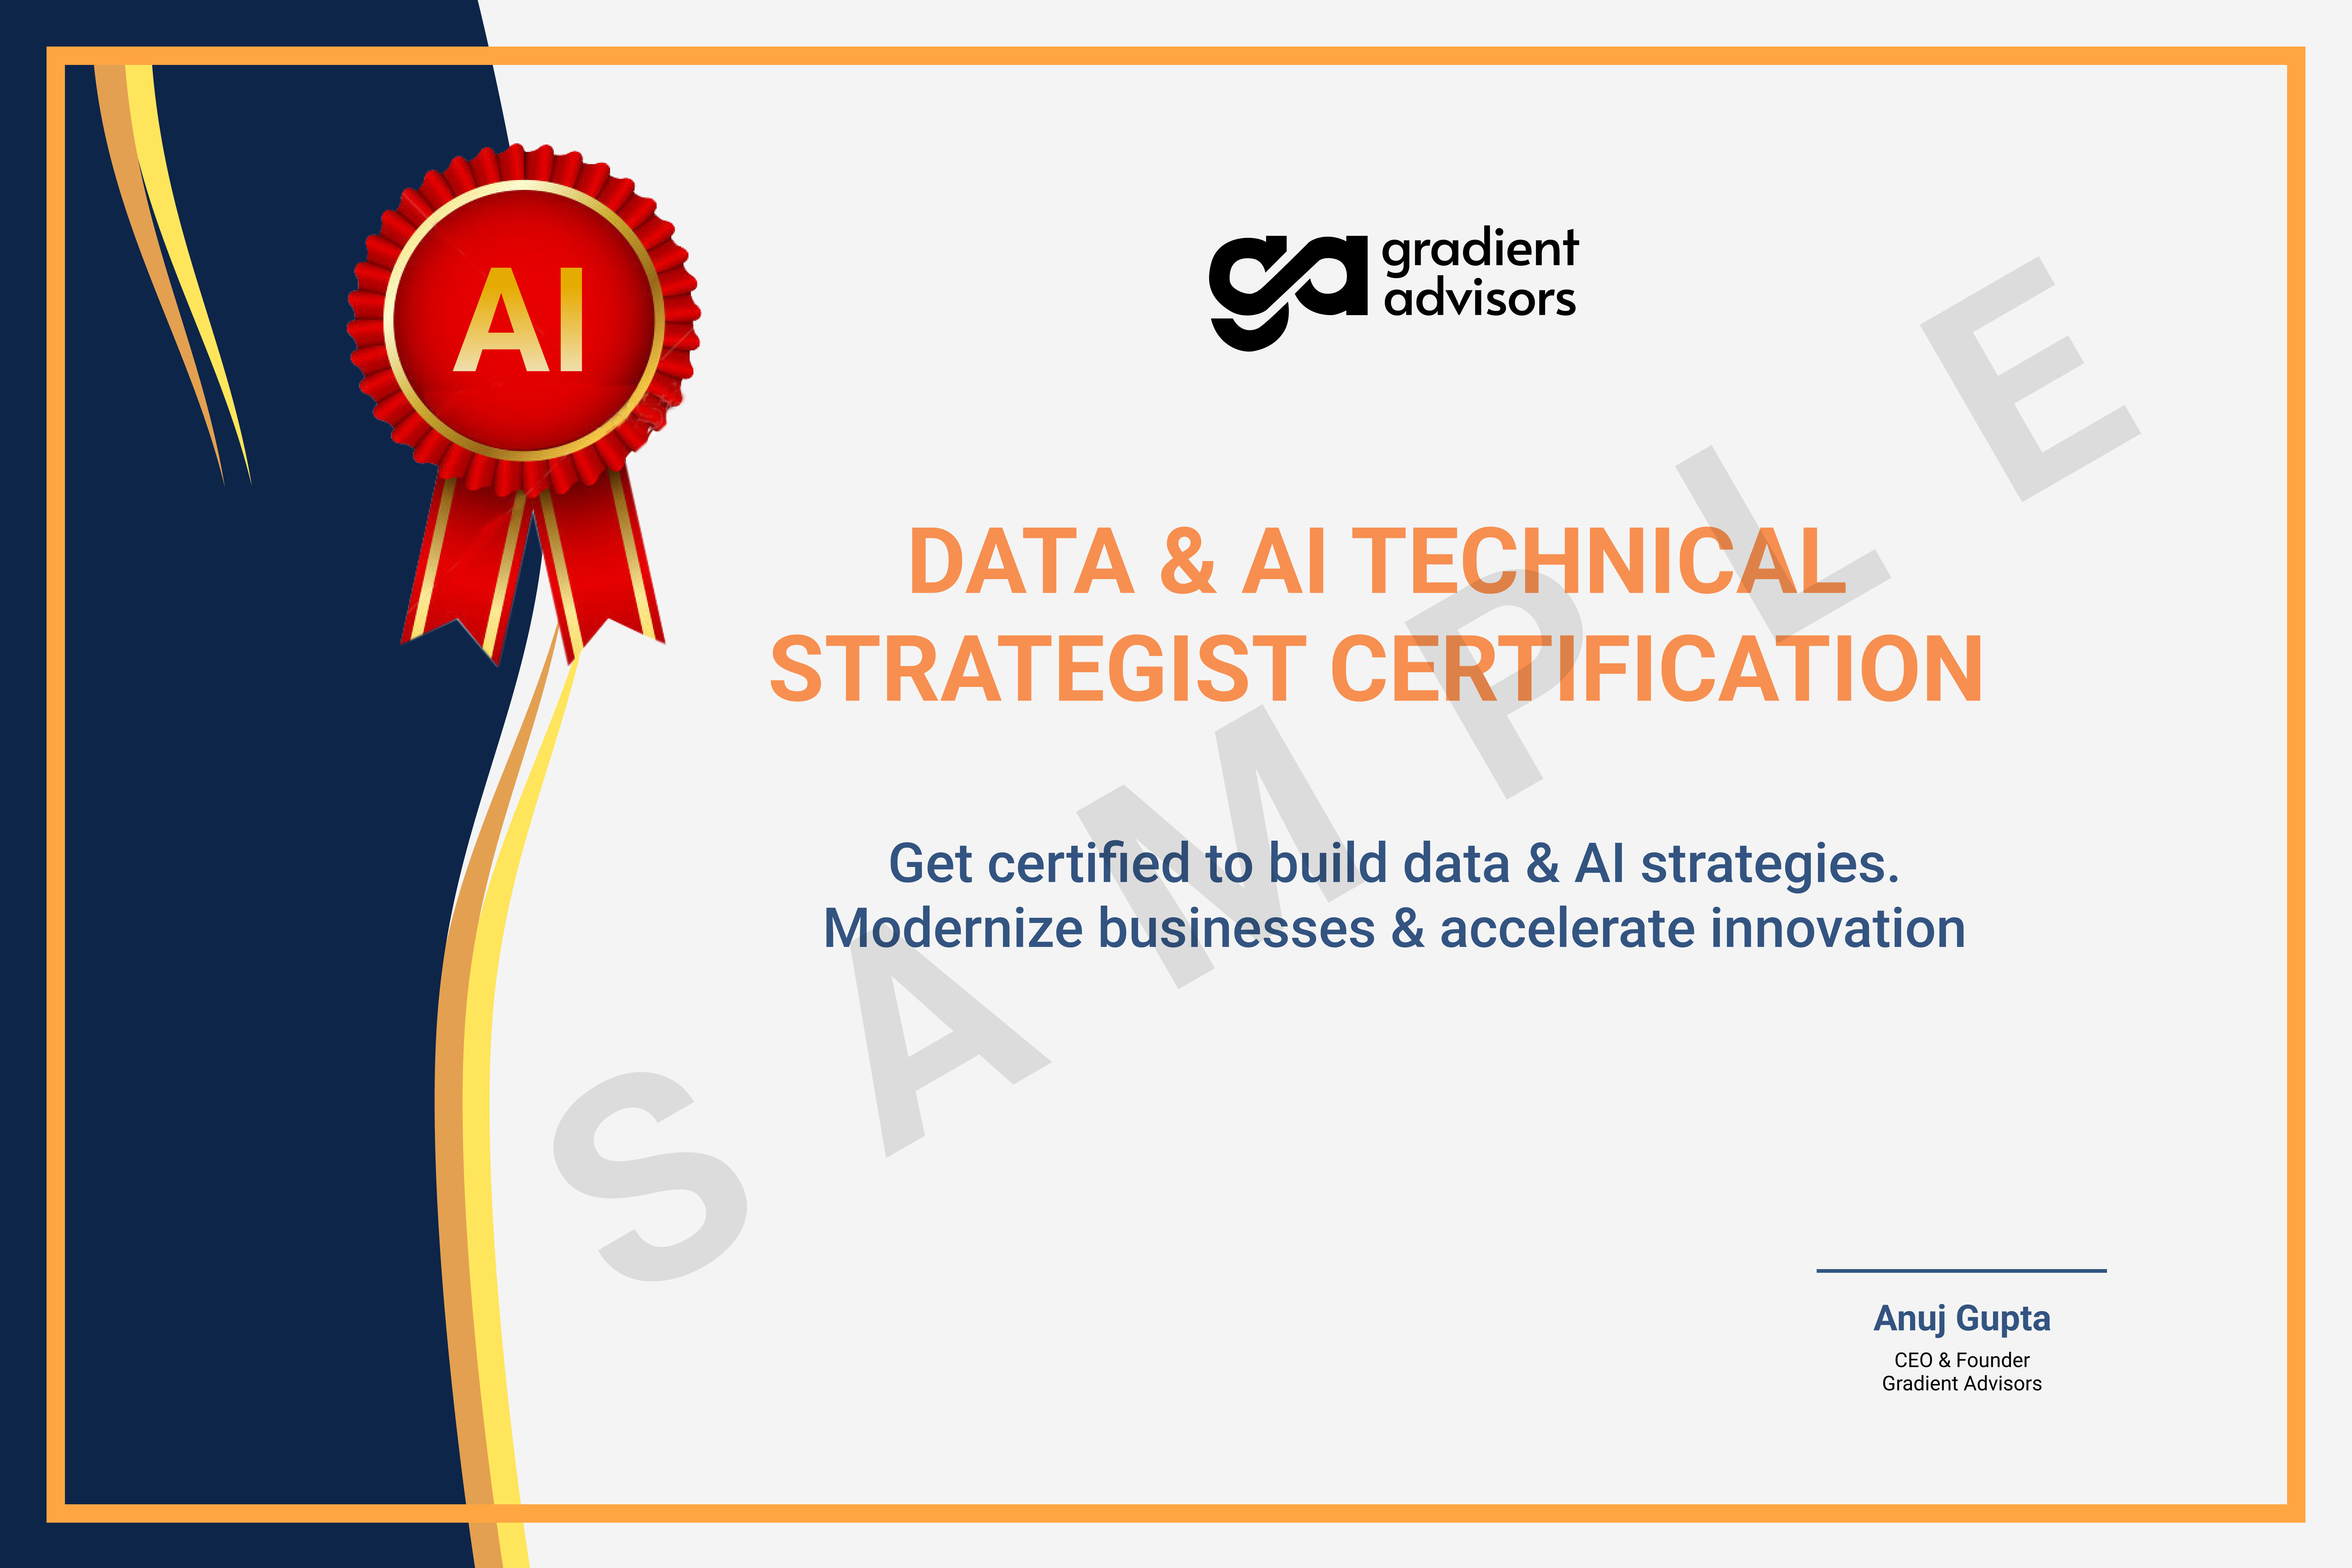 AI
gradient
advisors
DATA & AI TECHNICAL
STRATEGIST CERTIFICATION
Get certified to build data & AI strategies.
Modernize businesses & accelerate innovation
SAMPLE
Anuj Gupta
CEO & Founder
Gradient Advisors